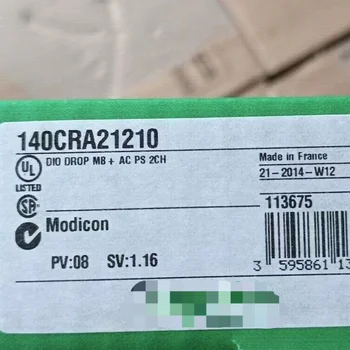 140CRA21210
DIO DROP MB + AC PS 2CH
Made in France
21-2014-W12
UL
LISTED
113675
Modicon
PV:08 SV:1.16
3 595861 13